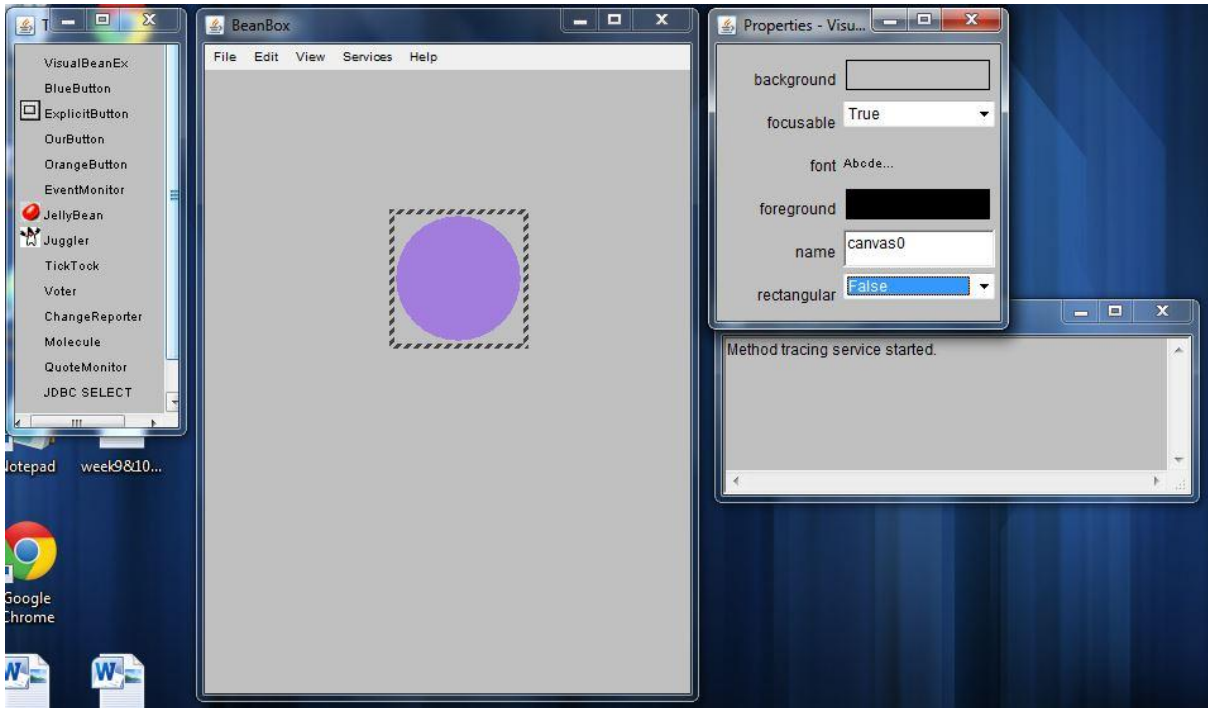 T
VisualBeanEx
BlueButton
ExplicitButton
OurButton
OrangeButton
EventMonitor
JellyBean
Juggler
TickTock
Voter
ChangeReporter
Molecule
QuoteMonitor
JDBC SELECT
BeanBox
File Edit View Services Help
Properties - Visu...
background
focusable True
font Abcde...
foreground
name canvas0
rectangular False
Method tracing service started.
otepad
week9&10...
Google
Chrome
W
W